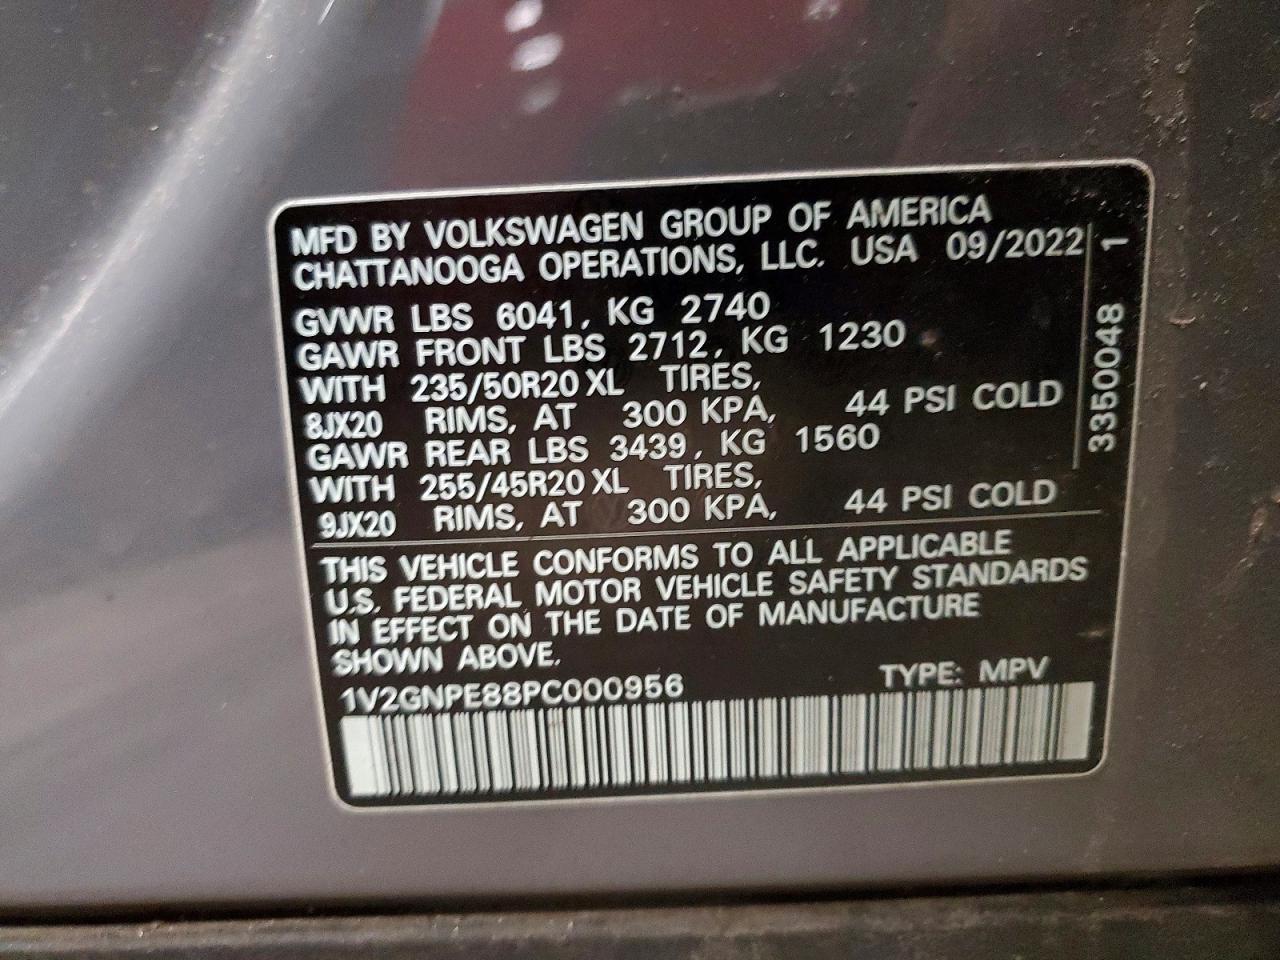 MFD BY VOLKSWAGEN GROUP OF AMERICA
CHATTANOOGA OPERATIONS, LLC. USA 09/2022
GVWR LBS 6041, KG 2740
GAWR FRONT LBS 2712, KG 1230
WITH 235/50R20 XL TIRES,
8JX20 RIMS, AT 300 KPA, 44 PSI COLD
GAWR REAR LBS 3439, KG 1560
WITH 255/45R20 XL TIRES,
9JX20 RIMS, AT 300 KPA, 44 PSI COLD
THIS VEHICLE CONFORMS TO ALL APPLICABLE
U.S. FEDERAL MOTOR VEHICLE SAFETY STANDARDS
IN EFFECT ON THE DATE OF MANUFACTURE
SHOWN ABOVE.
1V2GNPE88PC000956 TYPE: MPV
3350048 1